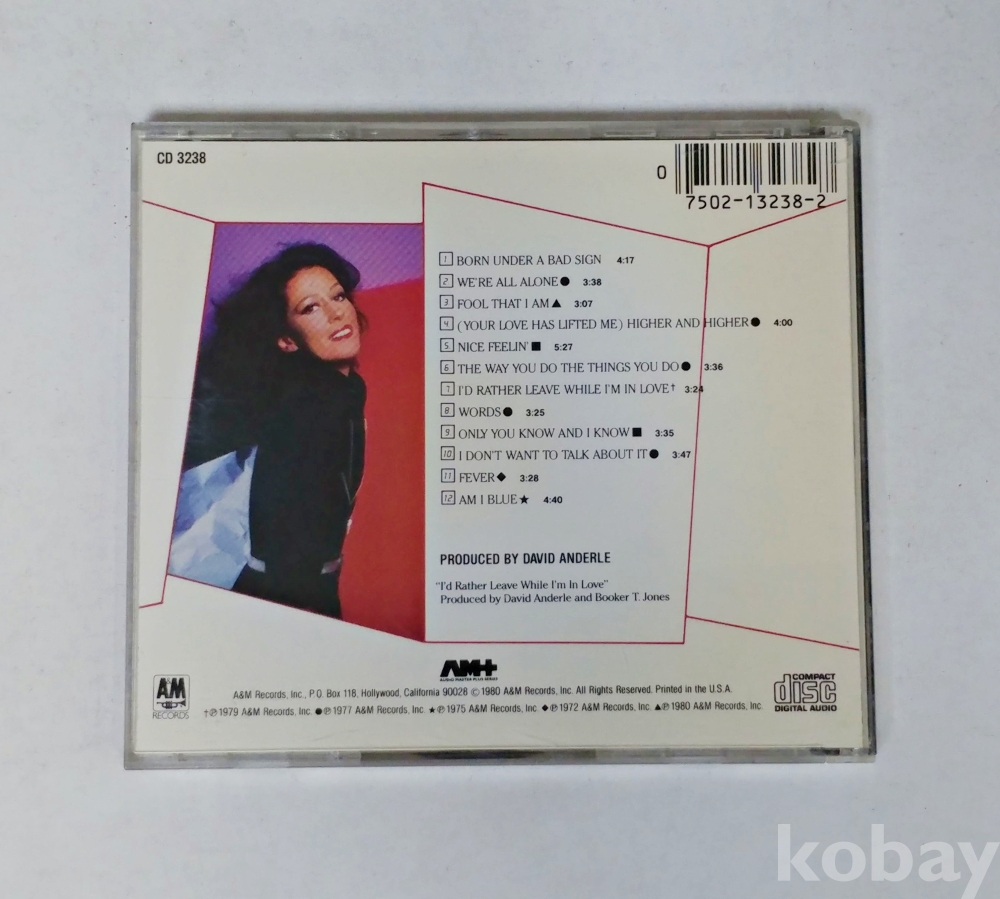 CD 3238
0
7502-13238-2
1 BORN UNDER A BAD SIGN 4:17
2 WE'RE ALL ALONE● 3:38
3 FOOL THAT I AM▲ 3:07
4 (YOUR LOVE HAS LIFTED ME) HIGHER AND HIGHER● 4:00
5 NICE FEELIN'■ 5:27
6 THE WAY YOU DO THE THINGS YOU DO● 3:36
7 I'D RATHER LEAVE WHILE I'M IN LOVE† 3:24
8 WORDS● 3:25
9 ONLY YOU KNOW AND I KNOW■ 3:35
10 I DON'T WANT TO TALK ABOUT IT● 3:47
11 FEVER◆ 3:28
12 AM I BLUE★ 4:40
PRODUCED BY DAVID ANDERLE
"I'd Rather Leave While I'm In Love"
Produced by David Anderle and Booker T. Jones
AM+
AUDIO MASTER PLUS SERIES
A&M RECORDS
A&M Records, Inc., P.O. Box 118, Hollywood, California 90028 ©1980 A&M Records, Inc. All Rights Reserved. Printed in the U.S.A.
†℗1979 A&M Records, Inc. ●℗1977 A&M Records, Inc. ★℗1975 A&M Records, Inc. ◆℗1972 A&M Records, Inc. ▲℗1980 A&M Records, Inc.
COMPACT
disc
DIGITAL AUDIO
kobay